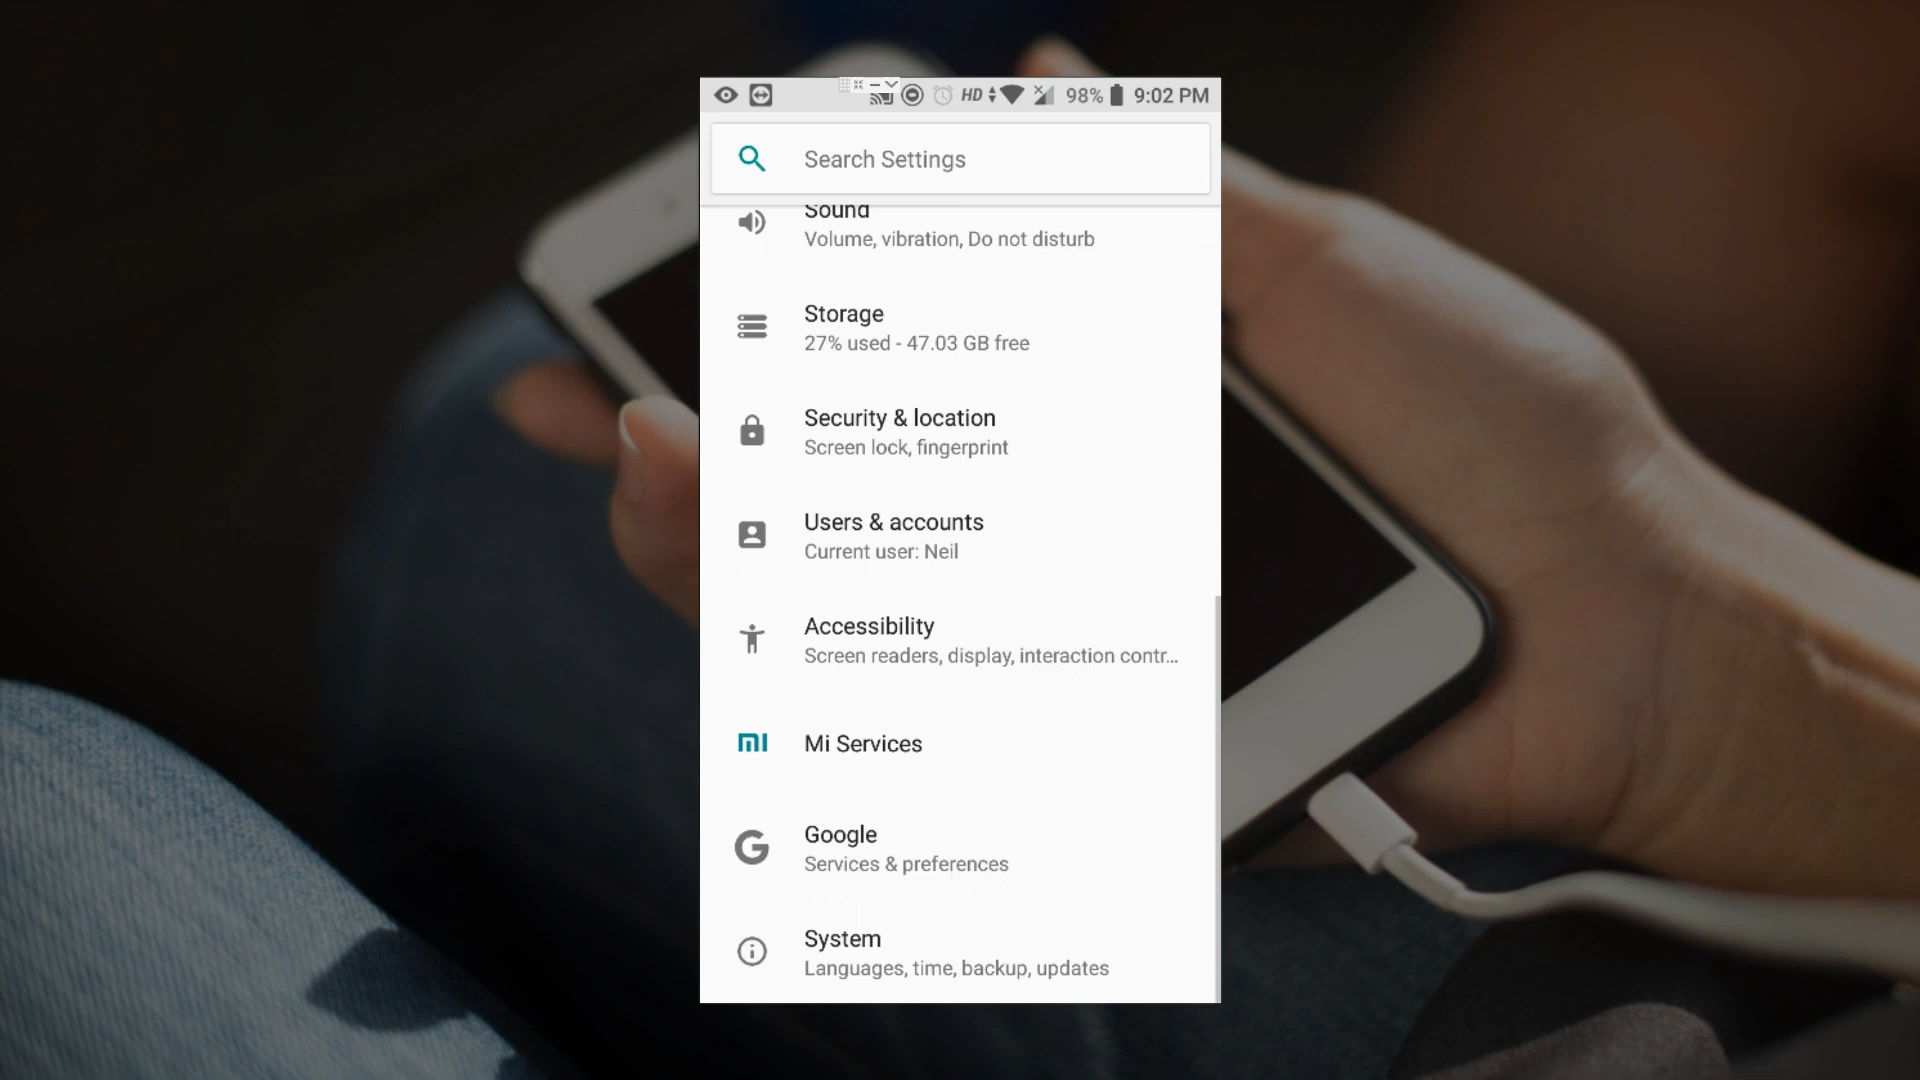 HD 98% 9:02 PM
Search Settings
Sound
Volume, vibration, Do not disturb
Storage
27% used - 47.03 GB free
Security & location
Screen lock, fingerprint
Users & accounts
Current user: Neil
Accessibility
Screen readers, display, interaction contr...
Mi Services
Google
Services & preferences
System
Languages, time, backup, updates